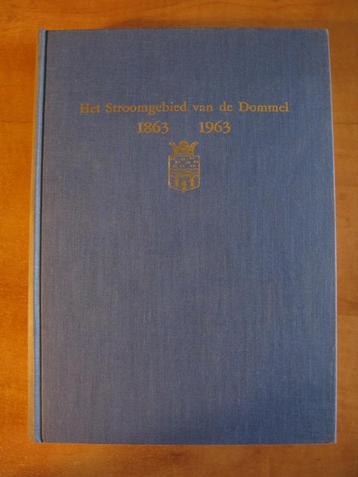 Het Stroomgebied van de Dommel
1863 1963